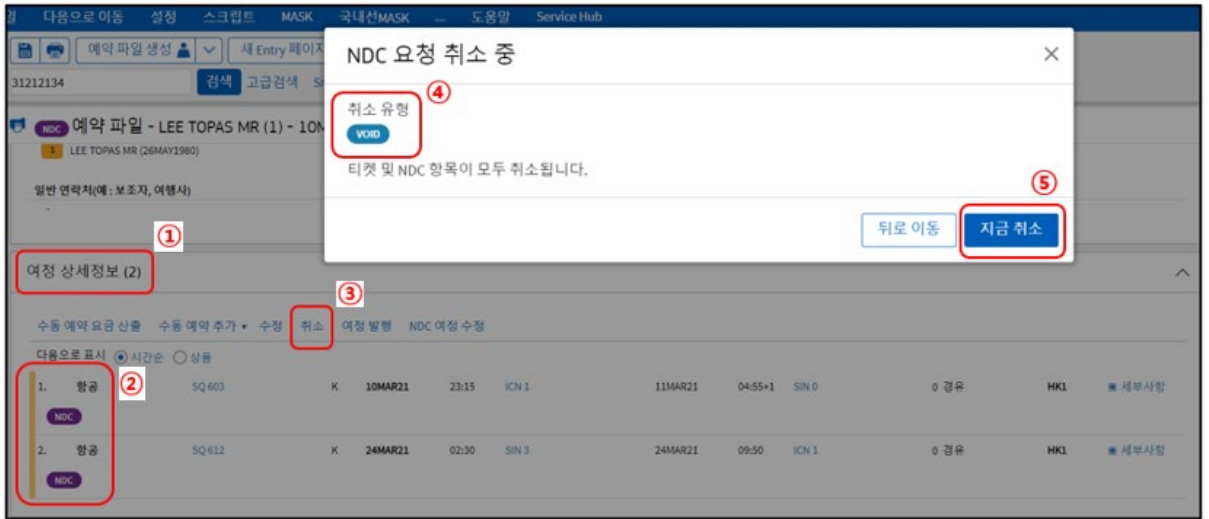 다음으로 이동 설정 스크립트 MASK 국내선MASK ... 도움말 Service Hub
예약 파일 생성 새 Entry 페이지
31212134 검색 고급검색
NDC 요청 취소 중
④
취소 유형
VOID
티켓 및 NDC 항목이 모두 취소됩니다.
⑤
뒤로 이동 지금 취소
NDC 예약 파일 - LEE TOPAS MR (1) - 10M
1 LEE TOPAS MR (26MAY1980)
일반 연락처(예 : 보조자, 여행사)
①
여정 상세정보 (2)
③
수동 예약 요금 산출 수동 예약 추가 수정 취소 여정 발행 NDC 여정 수정
다음으로 표시 시간순 상품
②
1. 항공 SQ 603 K 10MAR21 23:15 ICN 1 11MAR21 04:55+1 SIN 0 0 경유 HK1 세부사항
NDC
2. 항공 SQ 612 K 24MAR21 02:30 SIN 3 24MAR21 09:50 ICN 1 0 경유 HK1 세부사항
NDC